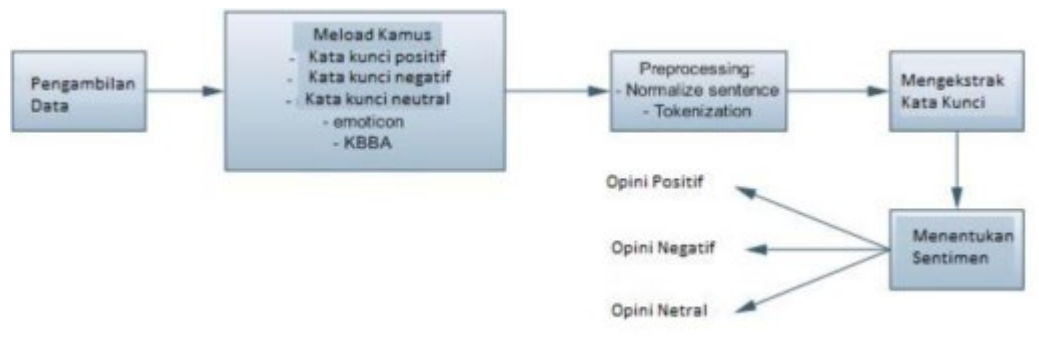 Pengambilan
Data
Meload Kamus
- Kata kunci positif
- Kata kunci negatif
- Kata kunci neutral
- emoticon
- KBBA
Preprocessing:
- Normalize sentence
- Tokenization
Mengekstrak
Kata Kunci
Menentukan
Sentimen
Opini Positif
Opini Negatif
Opini Netral